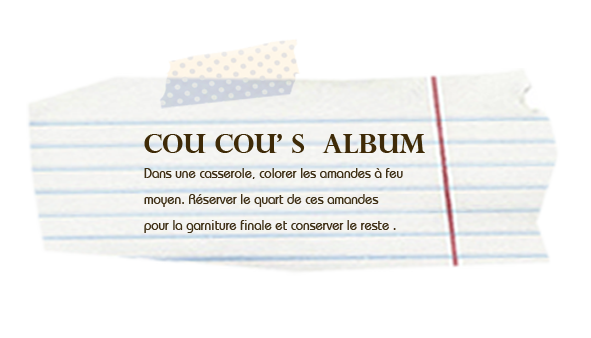 COU COU' S ALBUM
Dans une casserole, colorer les amandes à feu
moyen. Réserver le quart de ces amandes
pour la garniture finale et conserver le reste .